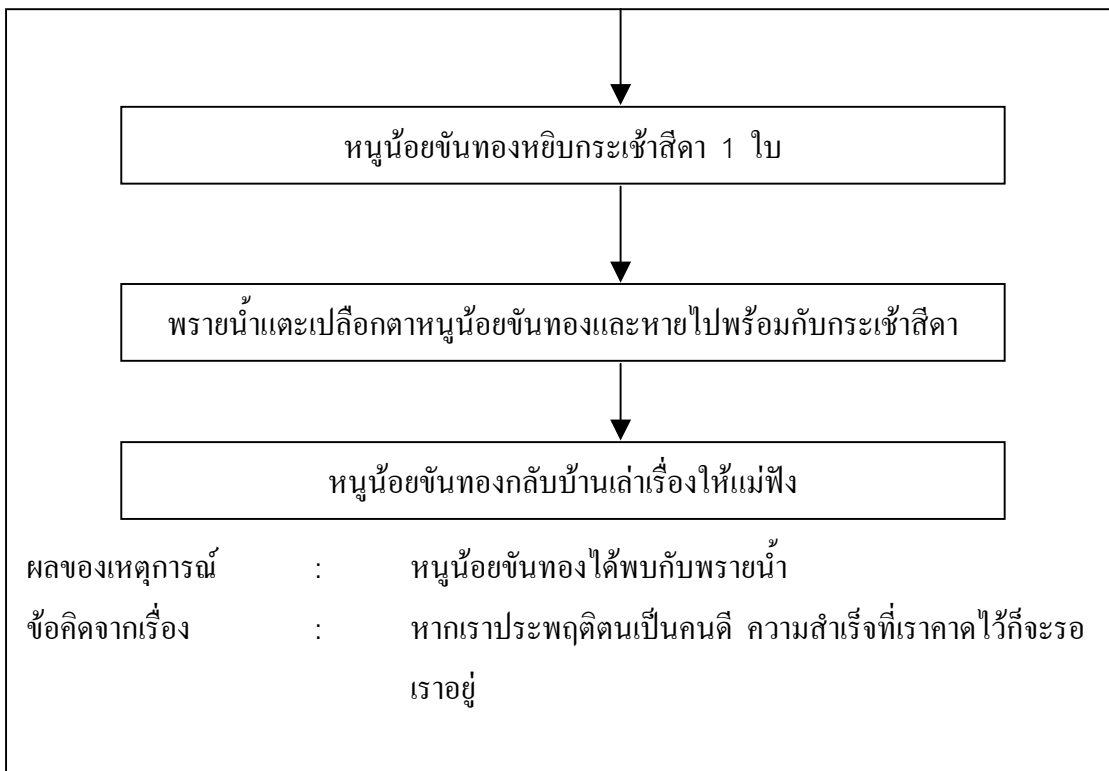 หนูน้อยขันทองหยิบกระเช้าสีดา 1 ใบ
พรายน้ำแตะเปลือกตาหนูน้อยขันทองและหายไปพร้อมกับกระเช้าสีดา
หนูน้อยขันทองกลับบ้านเล่าเรื่องให้แม่ฟัง
ผลของเหตุการณ์ : หนูน้อยขันทองได้พบกับพรายน้ำ
ข้อคิดจากเรื่อง : หากเราประพฤติตนเป็นคนดี ความสำเร็จที่เราคาดไว้ก็จะรอ
เราอยู่